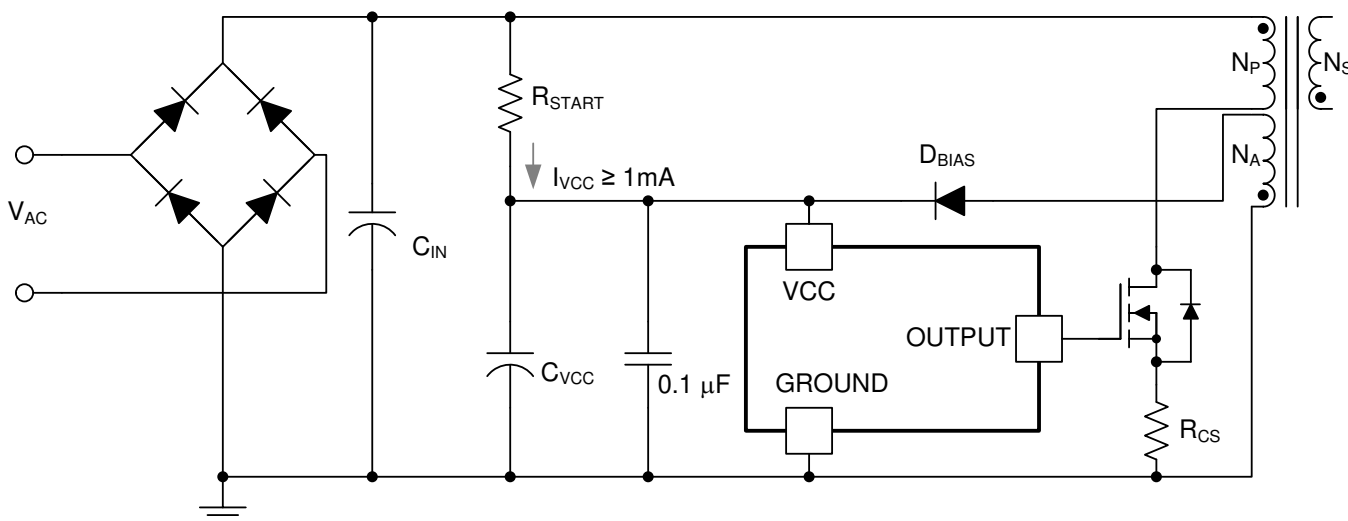 N_P
N_S
R_START
D_BIAS
N_A
I_VCC ≥ 1mA
V_AC
C_IN
VCC
OUTPUT
C_VCC
0.1 μF
GROUND
R_CS